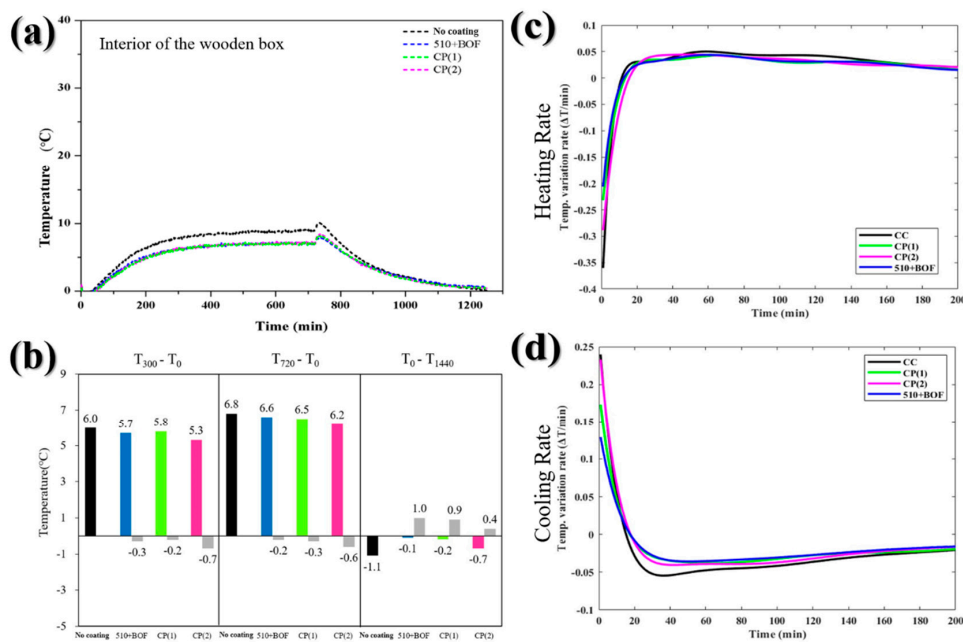 (a)
Interior of the wooden box
No coating
510+BOF
CP(1)
CP(2)
40
30
20
10
0
Temperature (℃)
0 200 400 600 800 1000 1200
Time (min)
(b)
T300 - T0 T720 - T0 T0 - T1440
9
7
5
3
1
-1
-3
-5
Temperature(℃)
6.0 5.7 5.8 5.3 6.8 6.6 6.5 6.2
1.0 0.9 0.4
-0.3 -0.2 -0.7 -0.2 -0.3 -0.6 -1.1 -0.1 -0.2 -0.7
No coating 510+BOF CP(1) CP(2) No coating 510+BOF CP(1) CP(2) No coating 510+BOF CP(1) CP(2)
(c)
Heating Rate
Temp. variation rate (ΔT/min)
0.1
0.05
0
-0.05
-0.1
-0.15
-0.2
-0.25
-0.3
-0.35
-0.4
CC
CP(1)
CP(2)
510+BOF
0 20 40 60 80 100 120 140 160 180 200
Time (min)
(d)
Cooling Rate
Temp. variation rate (ΔT/min)
0.25
0.2
0.15
0.1
0.05
0
-0.05
-0.1
CC
CP(1)
CP(2)
510+BOF
0 20 40 60 80 100 120 140 160 180 200
Time (min)